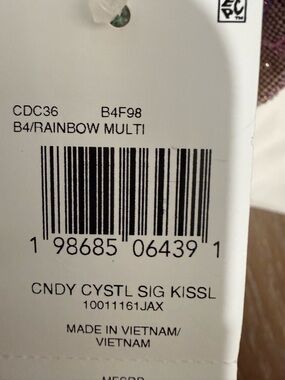 CDC36 B4F98
B4/RAINBOW MULTI
1 98685 06439 1
CNDY CYSTL SIG KISSL
10011161JAX
MADE IN VIETNAM/
VIETNAM